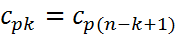 c_{pk} = c_{p(n-k+1)}